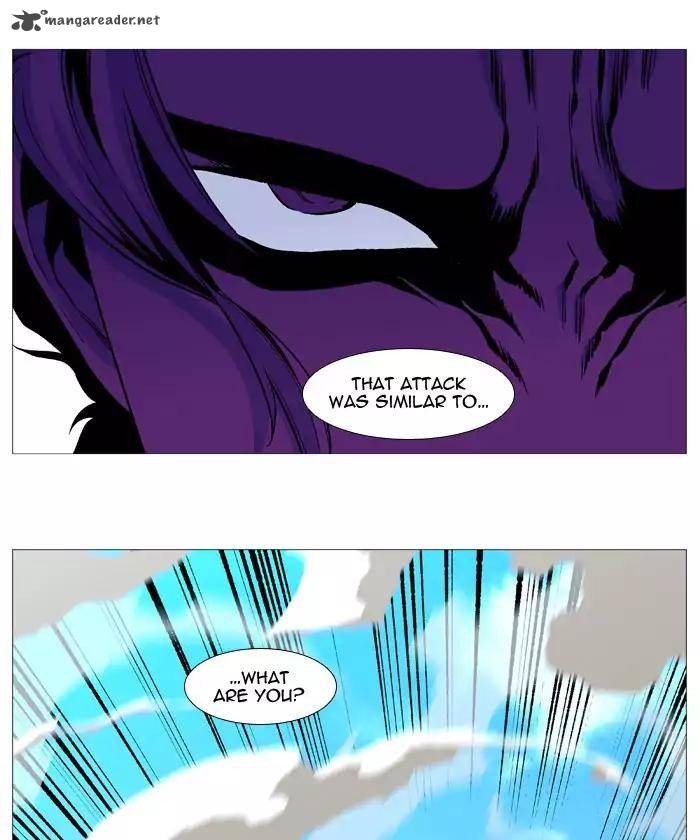 mangareader.net
THAT ATTACK
WAS SIMILAR TO...
...WHAT
ARE YOU?